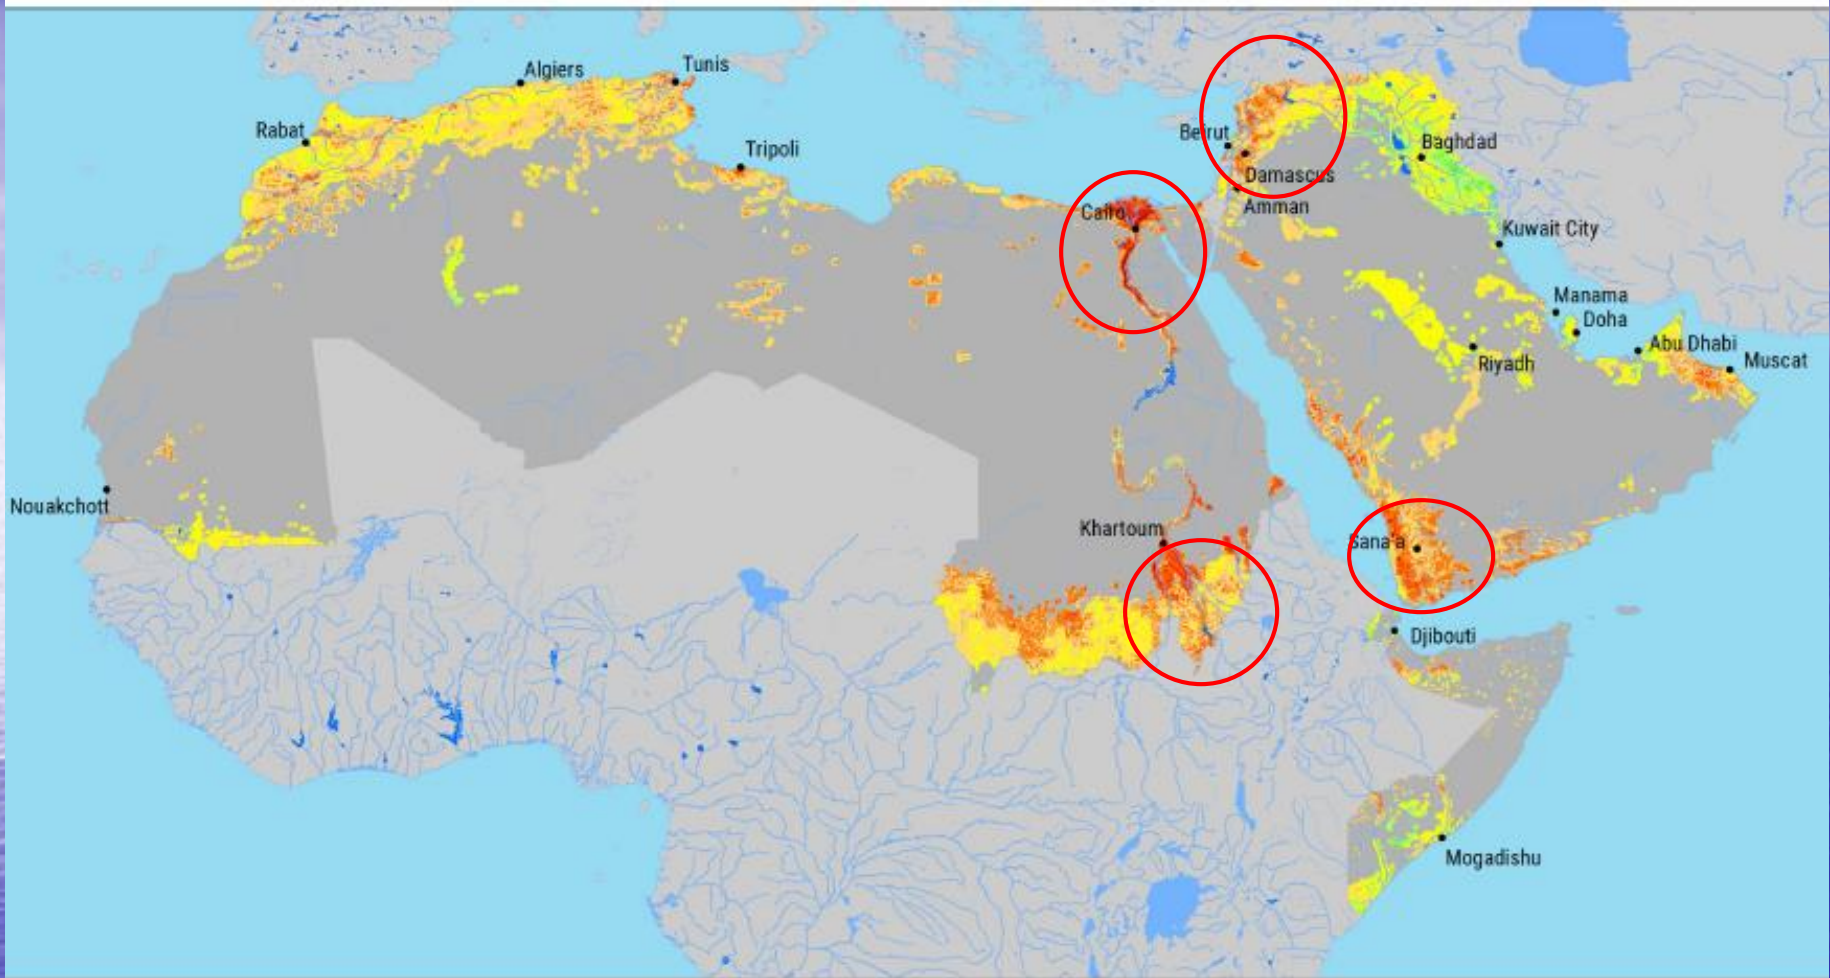 Algiers
Tunis
Rabat
Tripoli
Beirut
Baghdad
Damascus
Cairo
Amman
Kuwait City
Manama
Doha
Abu Dhabi
Muscat
Riyadh
Nouakchott
Khartoum
Sana'a
Djibouti
Mogadishu